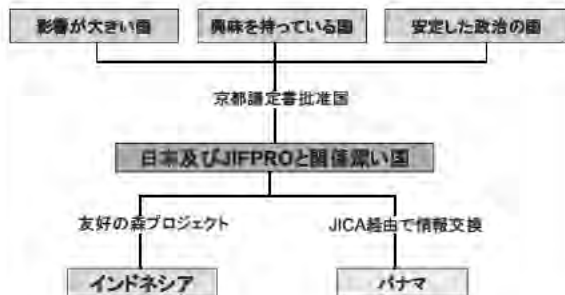 影響が大きい国
興味を持っている国
安定した政治の国
京都議定書批准国
日本及びJIFPROと関係深い国
友好の森プロジェクト
JICA経由で情報交換
インドネシア
パナマ